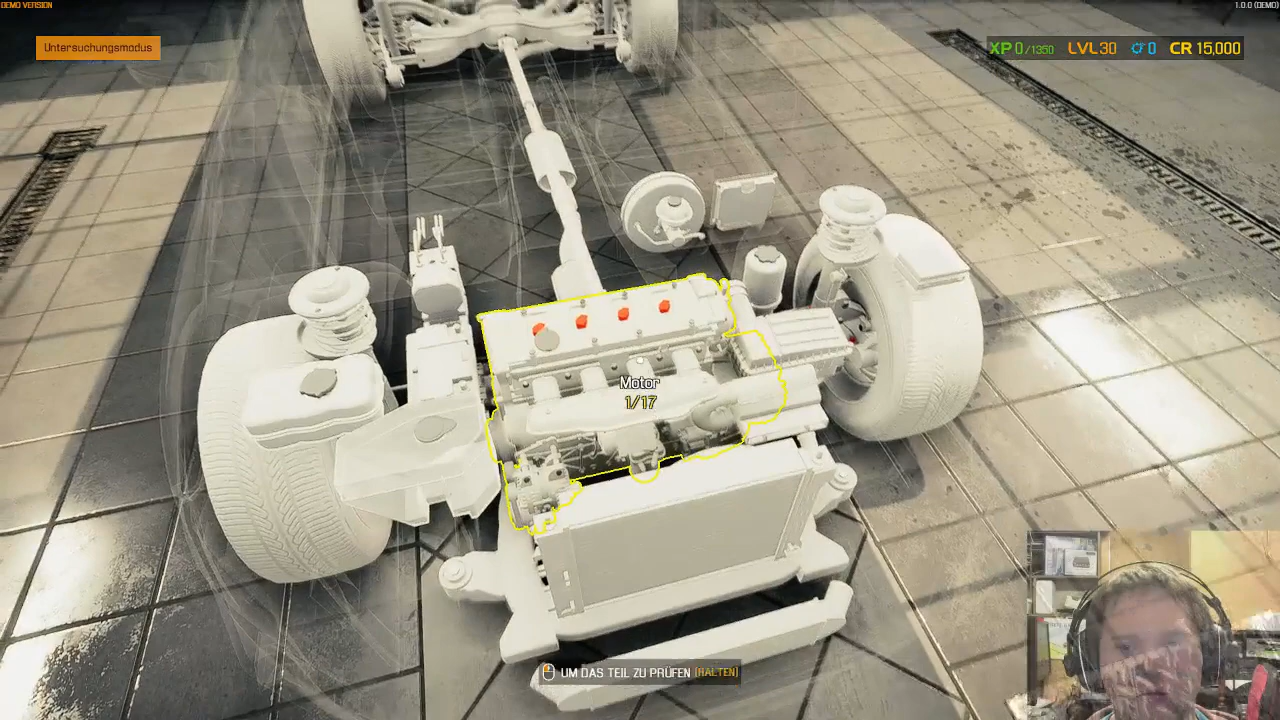 DEMO VERSION
1.0.0 (DEMO)
Untersuchungsmodus
XP 0/1350 LVL 30 0 CR 15,000
Motor
1/17
UM DAS TEIL ZU PRÜFEN [HALTEN]